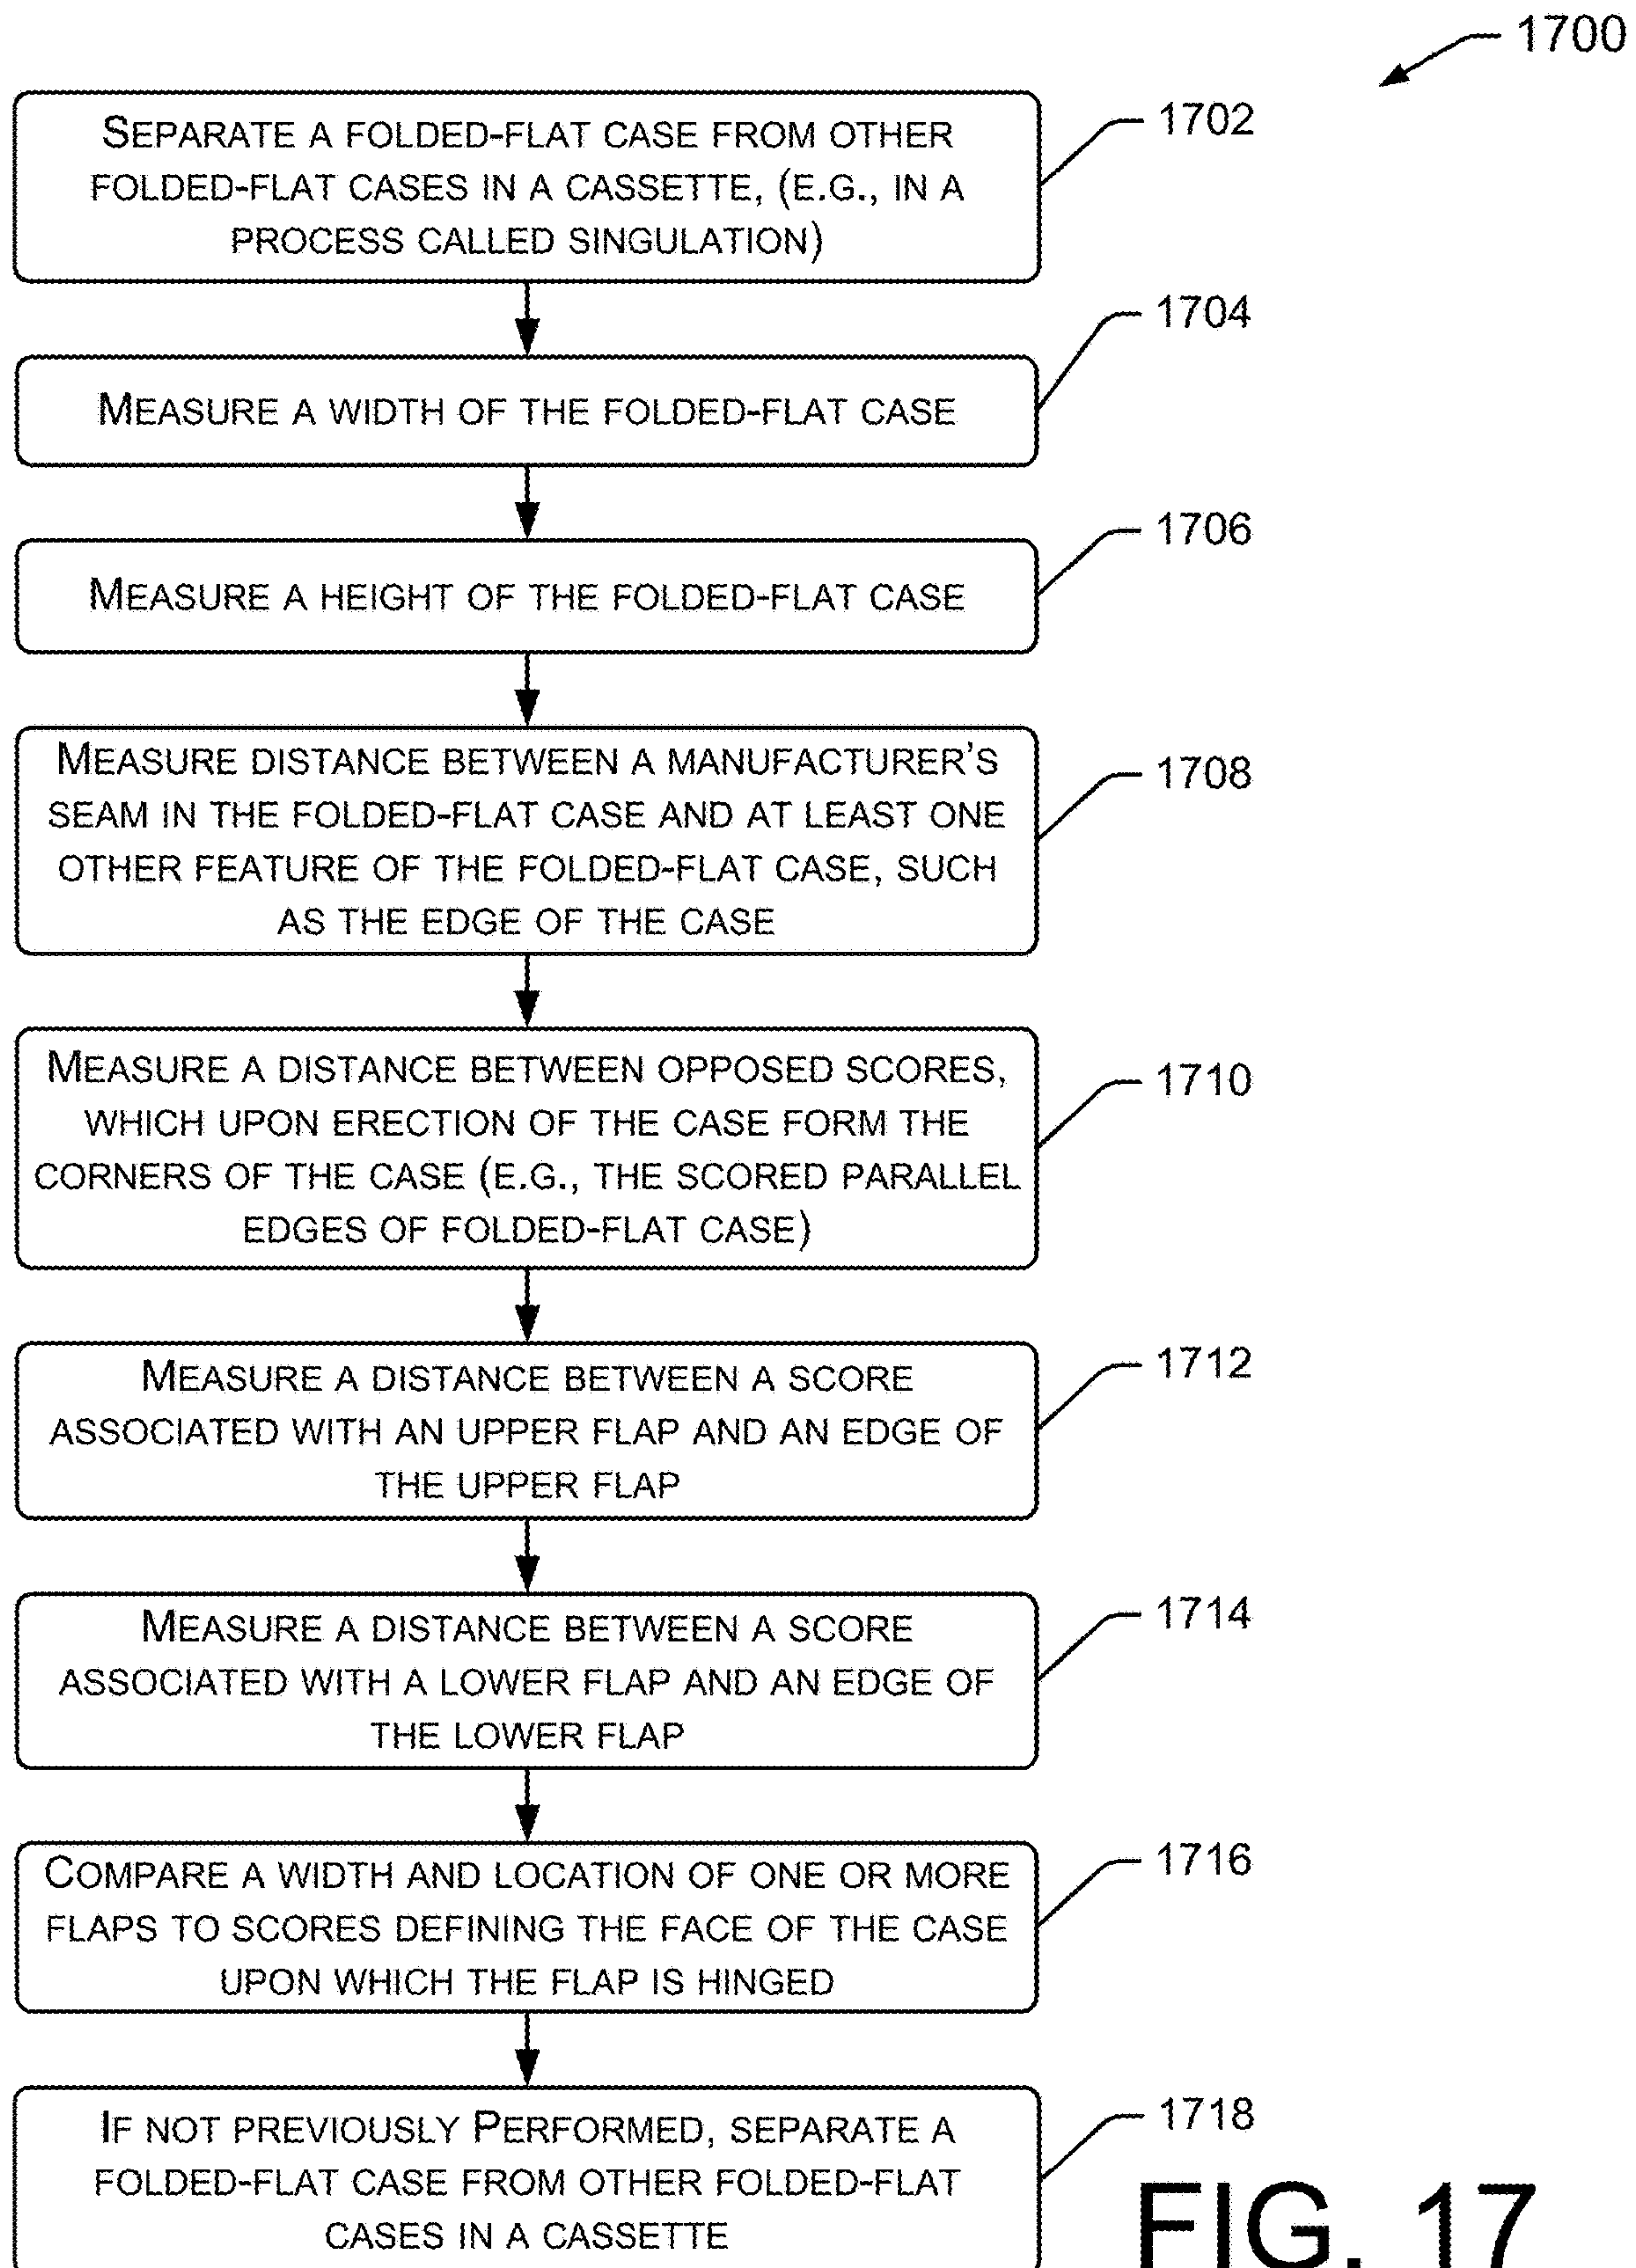 1700
SEPARATE A FOLDED-FLAT CASE FROM OTHER
FOLDED-FLAT CASES IN A CASSETTE, (E.G., IN A
PROCESS CALLED SINGULATION)
1702
MEASURE A WIDTH OF THE FOLDED-FLAT CASE
1704
MEASURE A HEIGHT OF THE FOLDED-FLAT CASE
1706
MEASURE DISTANCE BETWEEN A MANUFACTURER'S
SEAM IN THE FOLDED-FLAT CASE AND AT LEAST ONE
OTHER FEATURE OF THE FOLDED-FLAT CASE, SUCH
AS THE EDGE OF THE CASE
1708
MEASURE A DISTANCE BETWEEN OPPOSED SCORES,
WHICH UPON ERECTION OF THE CASE FORM THE
CORNERS OF THE CASE (E.G., THE SCORED PARALLEL
EDGES OF FOLDED-FLAT CASE)
1710
MEASURE A DISTANCE BETWEEN A SCORE
ASSOCIATED WITH AN UPPER FLAP AND AN EDGE OF
THE UPPER FLAP
1712
MEASURE A DISTANCE BETWEEN A SCORE
ASSOCIATED WITH A LOWER FLAP AND AN EDGE OF
THE LOWER FLAP
1714
COMPARE A WIDTH AND LOCATION OF ONE OR MORE
FLAPS TO SCORES DEFINING THE FACE OF THE CASE
UPON WHICH THE FLAP IS HINGED
1716
IF NOT PREVIOUSLY PERFORMED, SEPARATE A
FOLDED-FLAT CASE FROM OTHER FOLDED-FLAT
CASES IN A CASSETTE
1718
FIG. 17